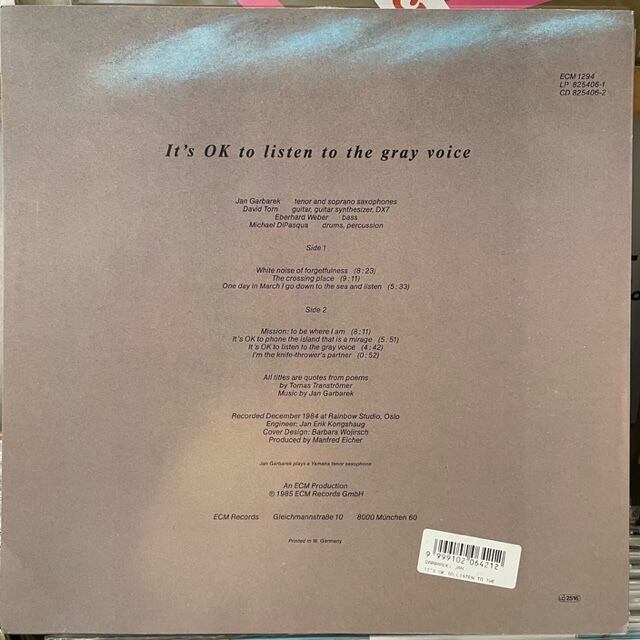 ECM 1294
LP 825406-1
CD 825406-2
It's OK to listen to the gray voice
Jan Garbarek tenor and soprano saxophones
David Torn guitar, guitar synthesizer, DX7
Eberhard Weber bass
Michael DiPasqua drums, percussion
Side 1
White noise of forgetfulness (8:23)
The crossing place (9:11)
One day in March I go down to the sea and listen (5:33)
Side 2
Mission: to be where I am (8:11)
It's OK to phone the island that is a mirage (5:51)
It's OK to listen to the gray voice (4:42)
I'm the knife-thrower's partner (0:52)
All titles are quotes from poems
by Tomas Tranströmer
Music by Jan Garbarek
Recorded December 1984 at Rainbow Studio, Oslo
Engineer: Jan Erik Kongshaug
Cover Design: Barbara Wojirsch
Produced by Manfred Eicher
Jan Garbarek plays a Yamaha tenor saxophone
An ECM Production
℗ 1985 ECM Records GmbH
ECM Records Gleichmannstraße 10 8000 München 60
Printed in W. Germany
9 999102 064212
GARBAREK, JAN
IT'S OK TO LISTEN TO THE
LC 2516